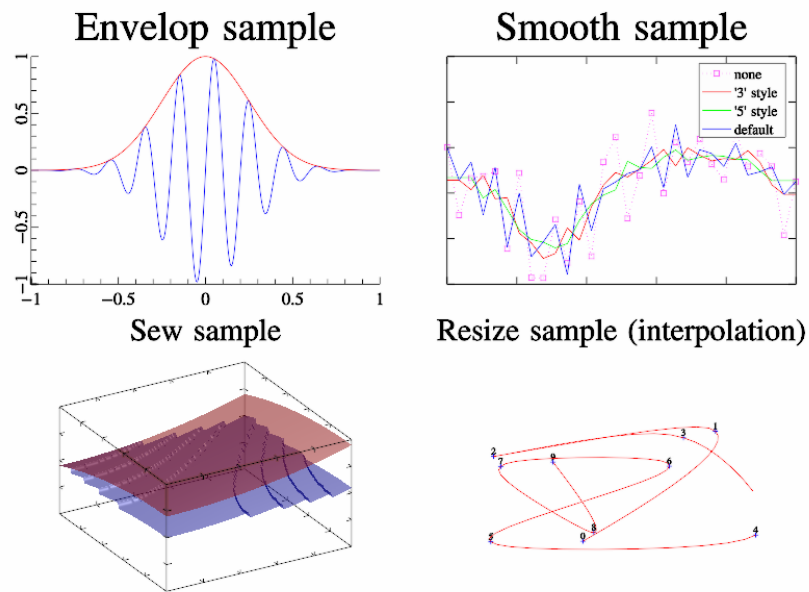 Envelop sample
1
0.5
0
−0.5
−1
−1
−0.5
0
0.5
1
Smooth sample
none
'3' style
'5' style
default
Sew sample
Resize sample (interpolation)
1
2
3
7
9
6
8
5
0
4